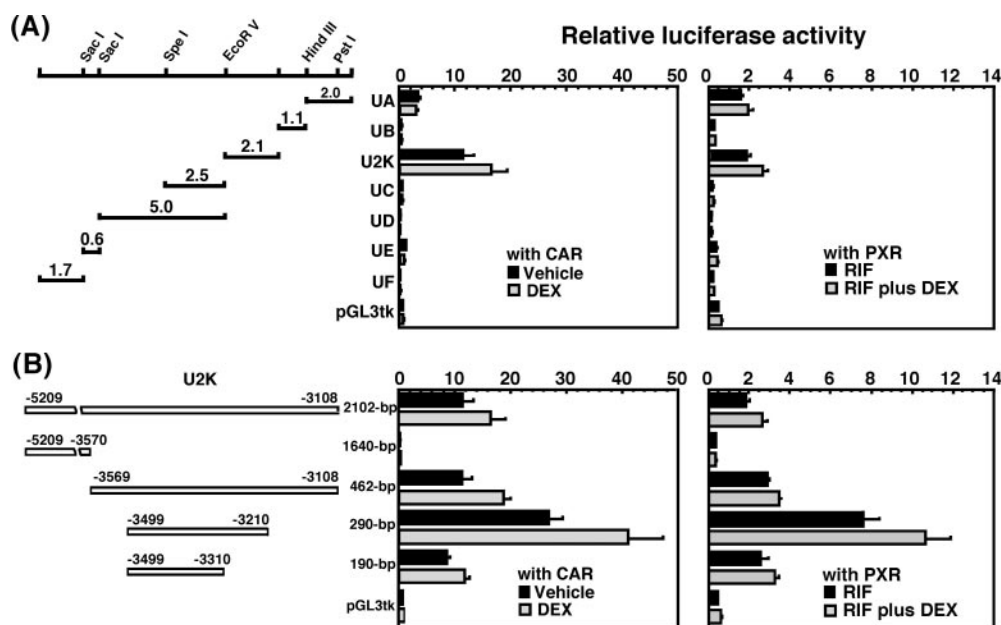 (A)
Sac I
Sac I
Spe I
EcoR V
Hind III
Pst I
2.0
1.1
2.1
2.5
5.0
0.6
1.7
Relative luciferase activity
0 10 20 30 40 50
0 2 4 6 8 10 12 14
UA
UB
U2K
UC
UD
UE
UF
pGL3tk
with CAR
Vehicle
DEX
with PXR
RIF
RIF plus DEX
(B)
U2K
-5209 -3108
-5209 -3570
-3569 -3108
-3499 -3210
-3499 -3310
0 10 20 30 40 50
0 2 4 6 8 10 12 14
2102-bp
1640-bp
462-bp
290-bp
190-bp
pGL3tk
with CAR
Vehicle
DEX
with PXR
RIF
RIF plus DEX